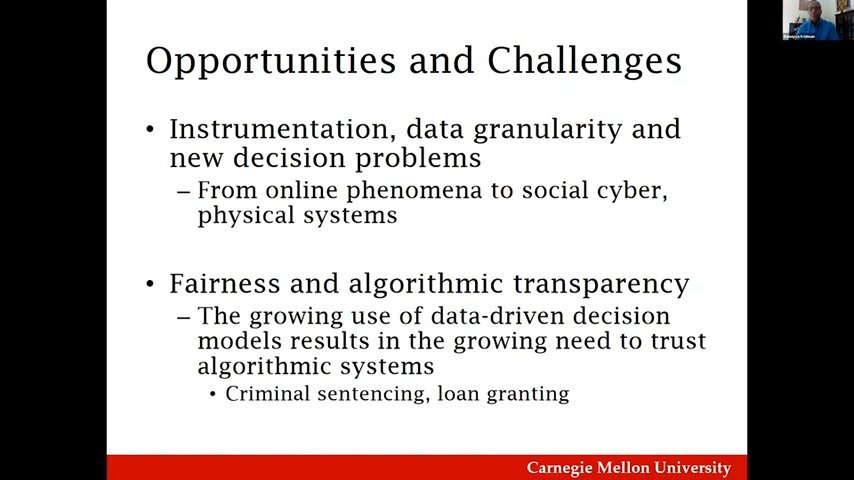 Opportunities and Challenges
• Instrumentation, data granularity and
new decision problems
– From online phenomena to social cyber,
physical systems
• Fairness and algorithmic transparency
– The growing use of data-driven decision
models results in the growing need to trust
algorithmic systems
• Criminal sentencing, loan granting
Carnegie Mellon University